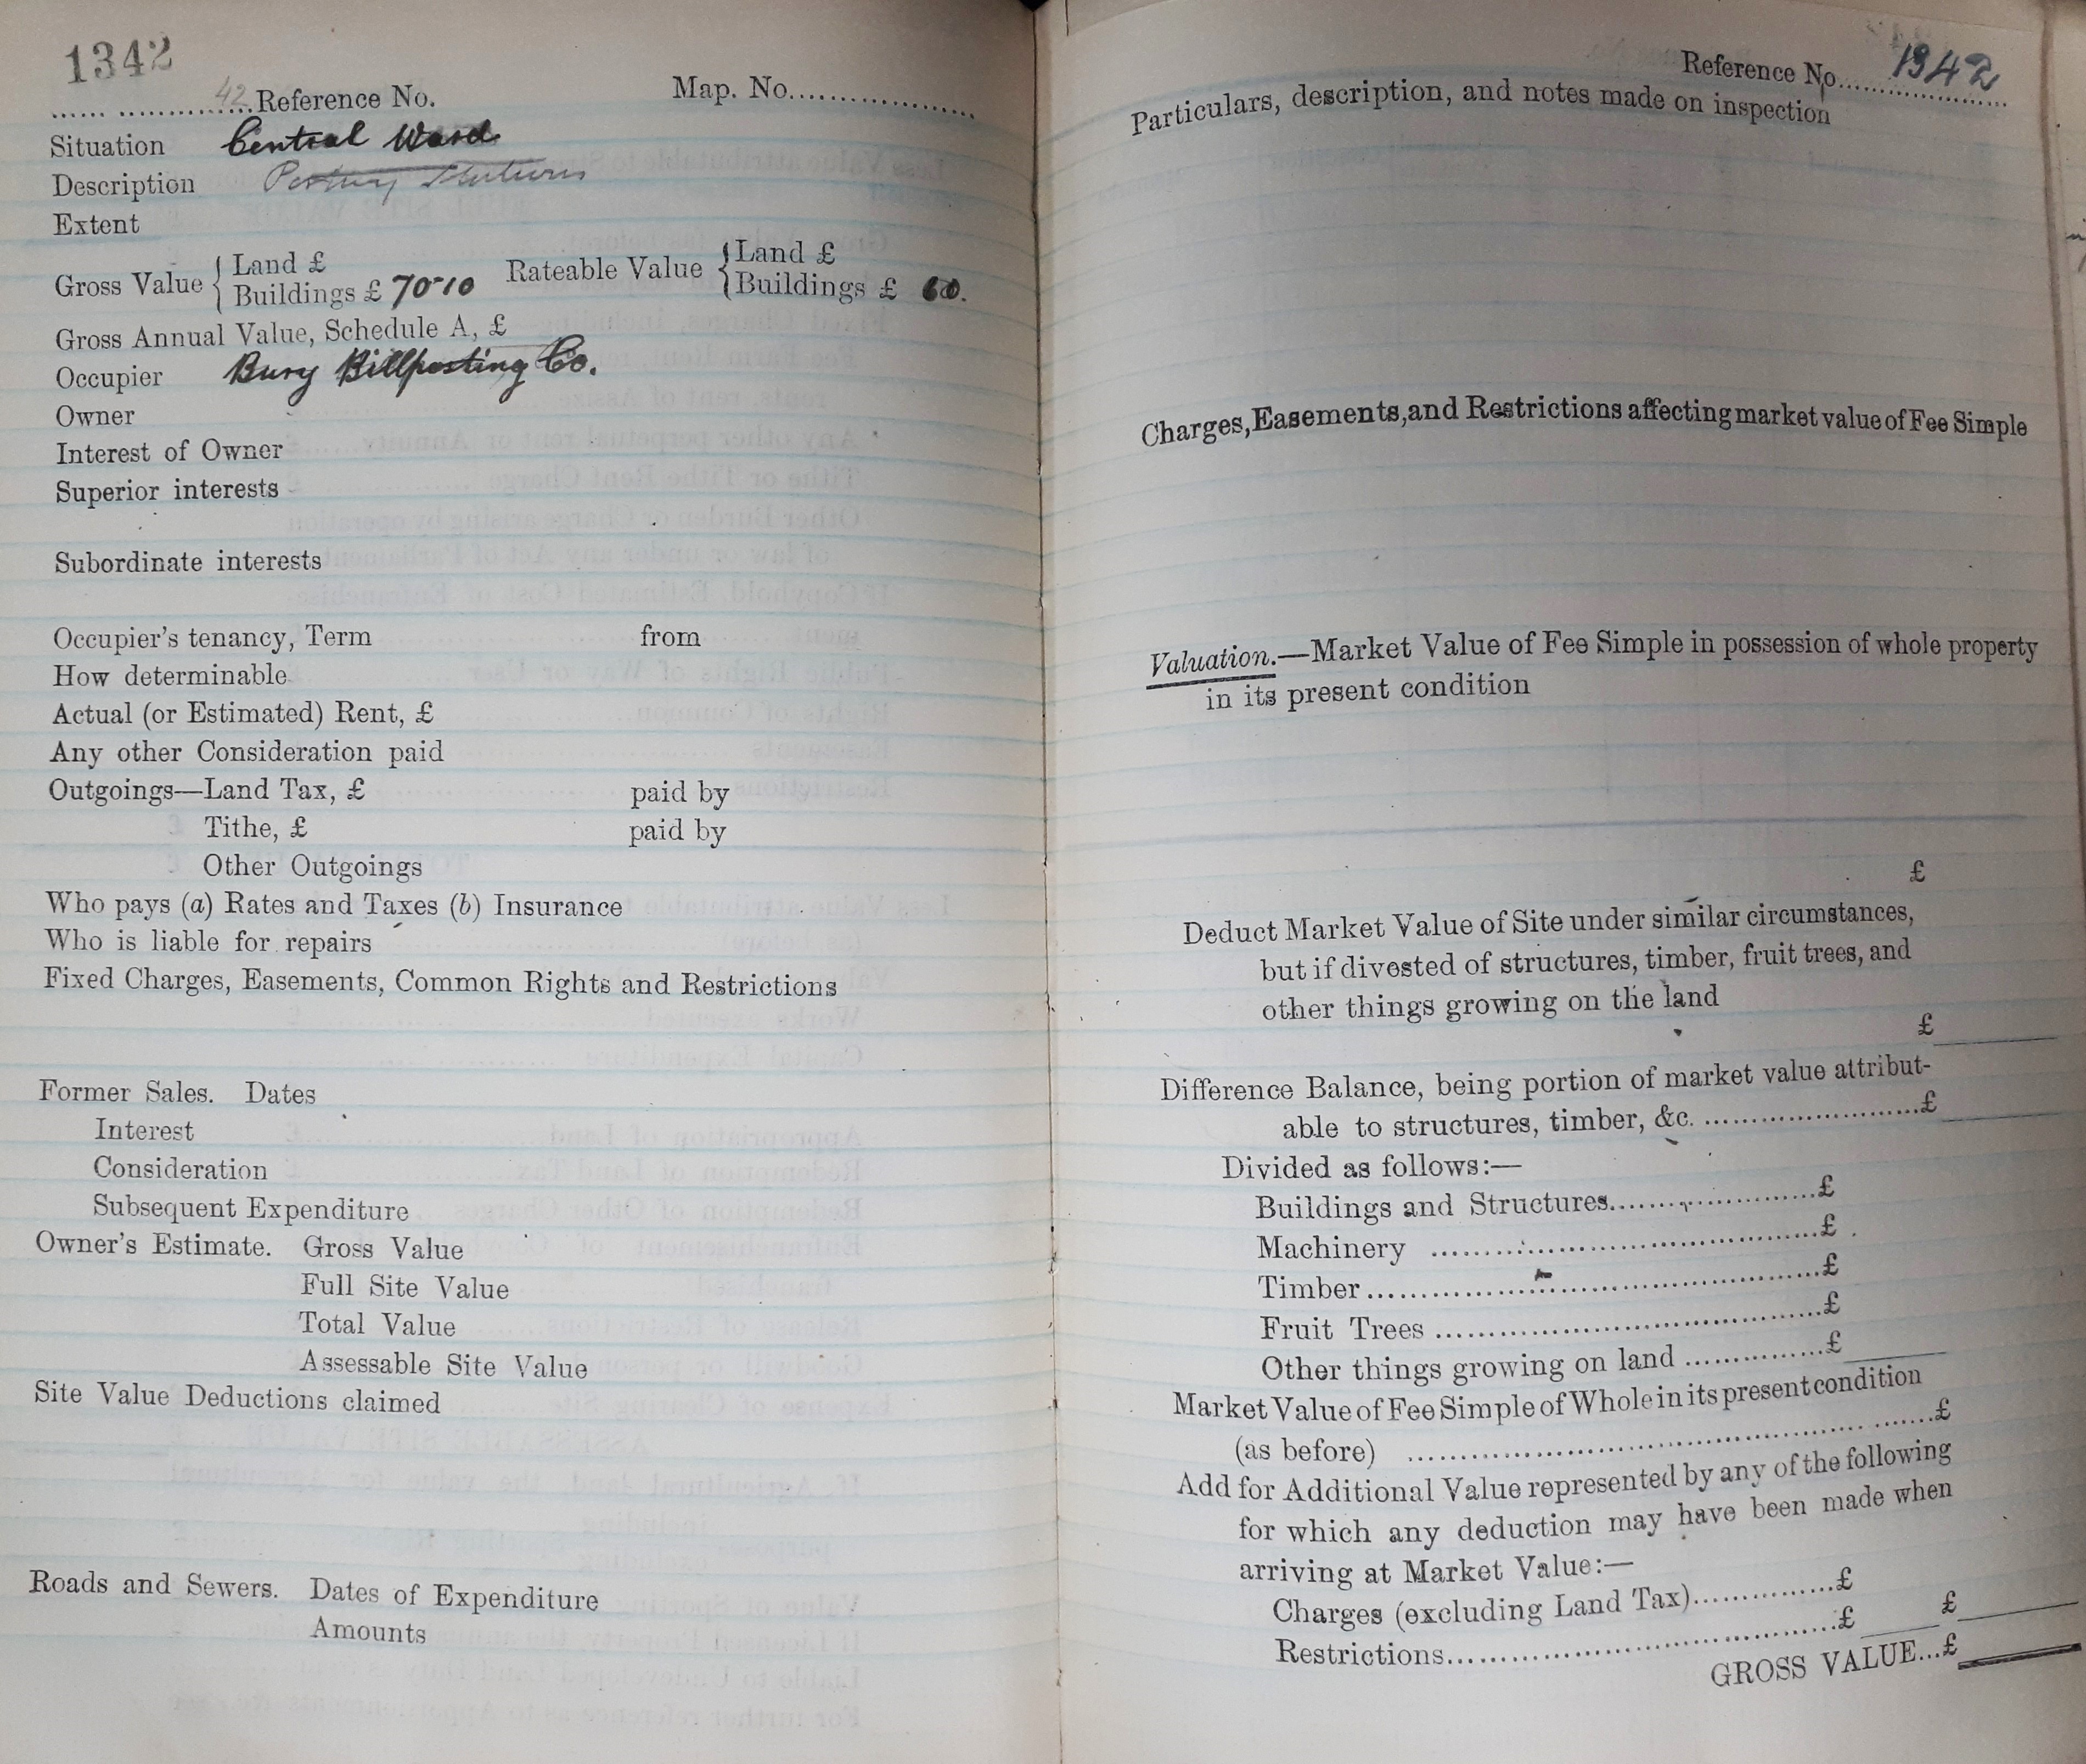 1342
42 Reference No. Map. No.
Situation Central Ward
Description Posting Stations
Extent
Gross Value { Land £ Rateable Value { Land £
Buildings £ 70-10 Buildings £ 60.
Gross Annual Value, Schedule A, £
Occupier Bury Billposting Co.
Owner
Interest of Owner
Superior interests
Subordinate interests
Occupier's tenancy, Term from
How determinable
Actual (or Estimated) Rent, £
Any other Consideration paid
Outgoings—Land Tax, £ paid by
Tithe, £ paid by
Other Outgoings
Who pays (a) Rates and Taxes (b) Insurance
Who is liable for repairs
Fixed Charges, Easements, Common Rights and Restrictions
Former Sales. Dates
Interest
Consideration
Subsequent Expenditure
Owner's Estimate. Gross Value
Full Site Value
Total Value
Assessable Site Value
Site Value Deductions claimed
Roads and Sewers. Dates of Expenditure
Amounts
Reference No. 1342
Particulars, description, and notes made on inspection
Charges, Easements, and Restrictions affecting market value of Fee Simple
Valuation.—Market Value of Fee Simple in possession of whole property
in its present condition
£
Deduct Market Value of Site under similar circumstances,
but if divested of structures, timber, fruit trees, and
other things growing on the land
£
Difference Balance, being portion of market value attribut-
able to structures, timber, &c. £
Divided as follows:—
Buildings and Structures £
Machinery £
Timber £
Fruit Trees £
Other things growing on land £
Market Value of Fee Simple of Whole in its present condition
(as before) £
Add for Additional Value represented by any of the following
for which any deduction may have been made when
arriving at Market Value:—
Charges (excluding Land Tax) £
Restrictions £ £
GROSS VALUE...£